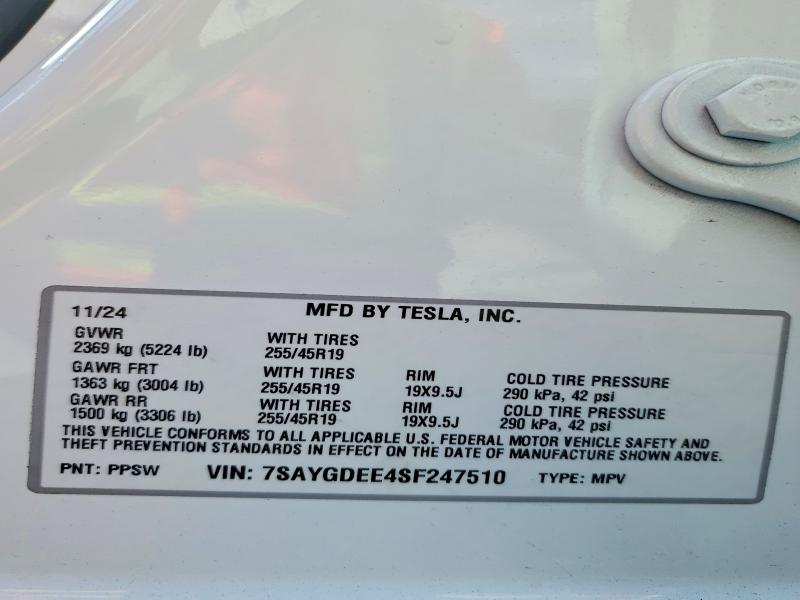 11/24 MFD BY TESLA, INC.
GVWR WITH TIRES
2369 kg (5224 lb) 255/45R19
GAWR FRT WITH TIRES RIM COLD TIRE PRESSURE
1363 kg (3004 lb) 255/45R19 19X9.5J 290 kPa, 42 psi
GAWR RR WITH TIRES RIM COLD TIRE PRESSURE
1500 kg (3306 lb) 255/45R19 19X9.5J 290 kPa, 42 psi
THIS VEHICLE CONFORMS TO ALL APPLICABLE U.S. FEDERAL MOTOR VEHICLE SAFETY AND
THEFT PREVENTION STANDARDS IN EFFECT ON THE DATE OF MANUFACTURE SHOWN ABOVE.
PNT: PPSW VIN: 7SAYGDEE4SF247510 TYPE: MPV